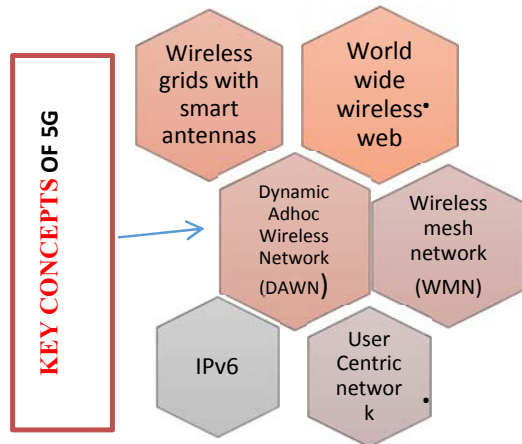 KEY CONCEPTS OF 5G
Wireless
grids with
smart
antennas
World
wide
wireless
web
Dynamic
Adhoc
Wireless
Network
(DAWN)
Wireless
mesh
network
(WMN)
IPv6
User
Centric
networ
k